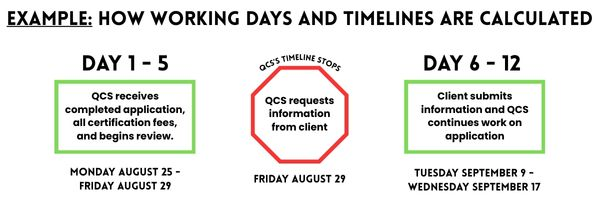 EXAMPLE: HOW WORKING DAYS AND TIMELINES ARE CALCULATED
DAY 1 - 5
QCS receives
completed application,
all certification fees,
and begins review.
MONDAY AUGUST 25 -
FRIDAY AUGUST 29
QCS'S TIMELINE STOPS
QCS requests
information
from client
FRIDAY AUGUST 29
DAY 6 - 12
Client submits
information and QCS
continues work on
application
TUESDAY SEPTEMBER 9 -
WEDNESDAY SEPTEMBER 17